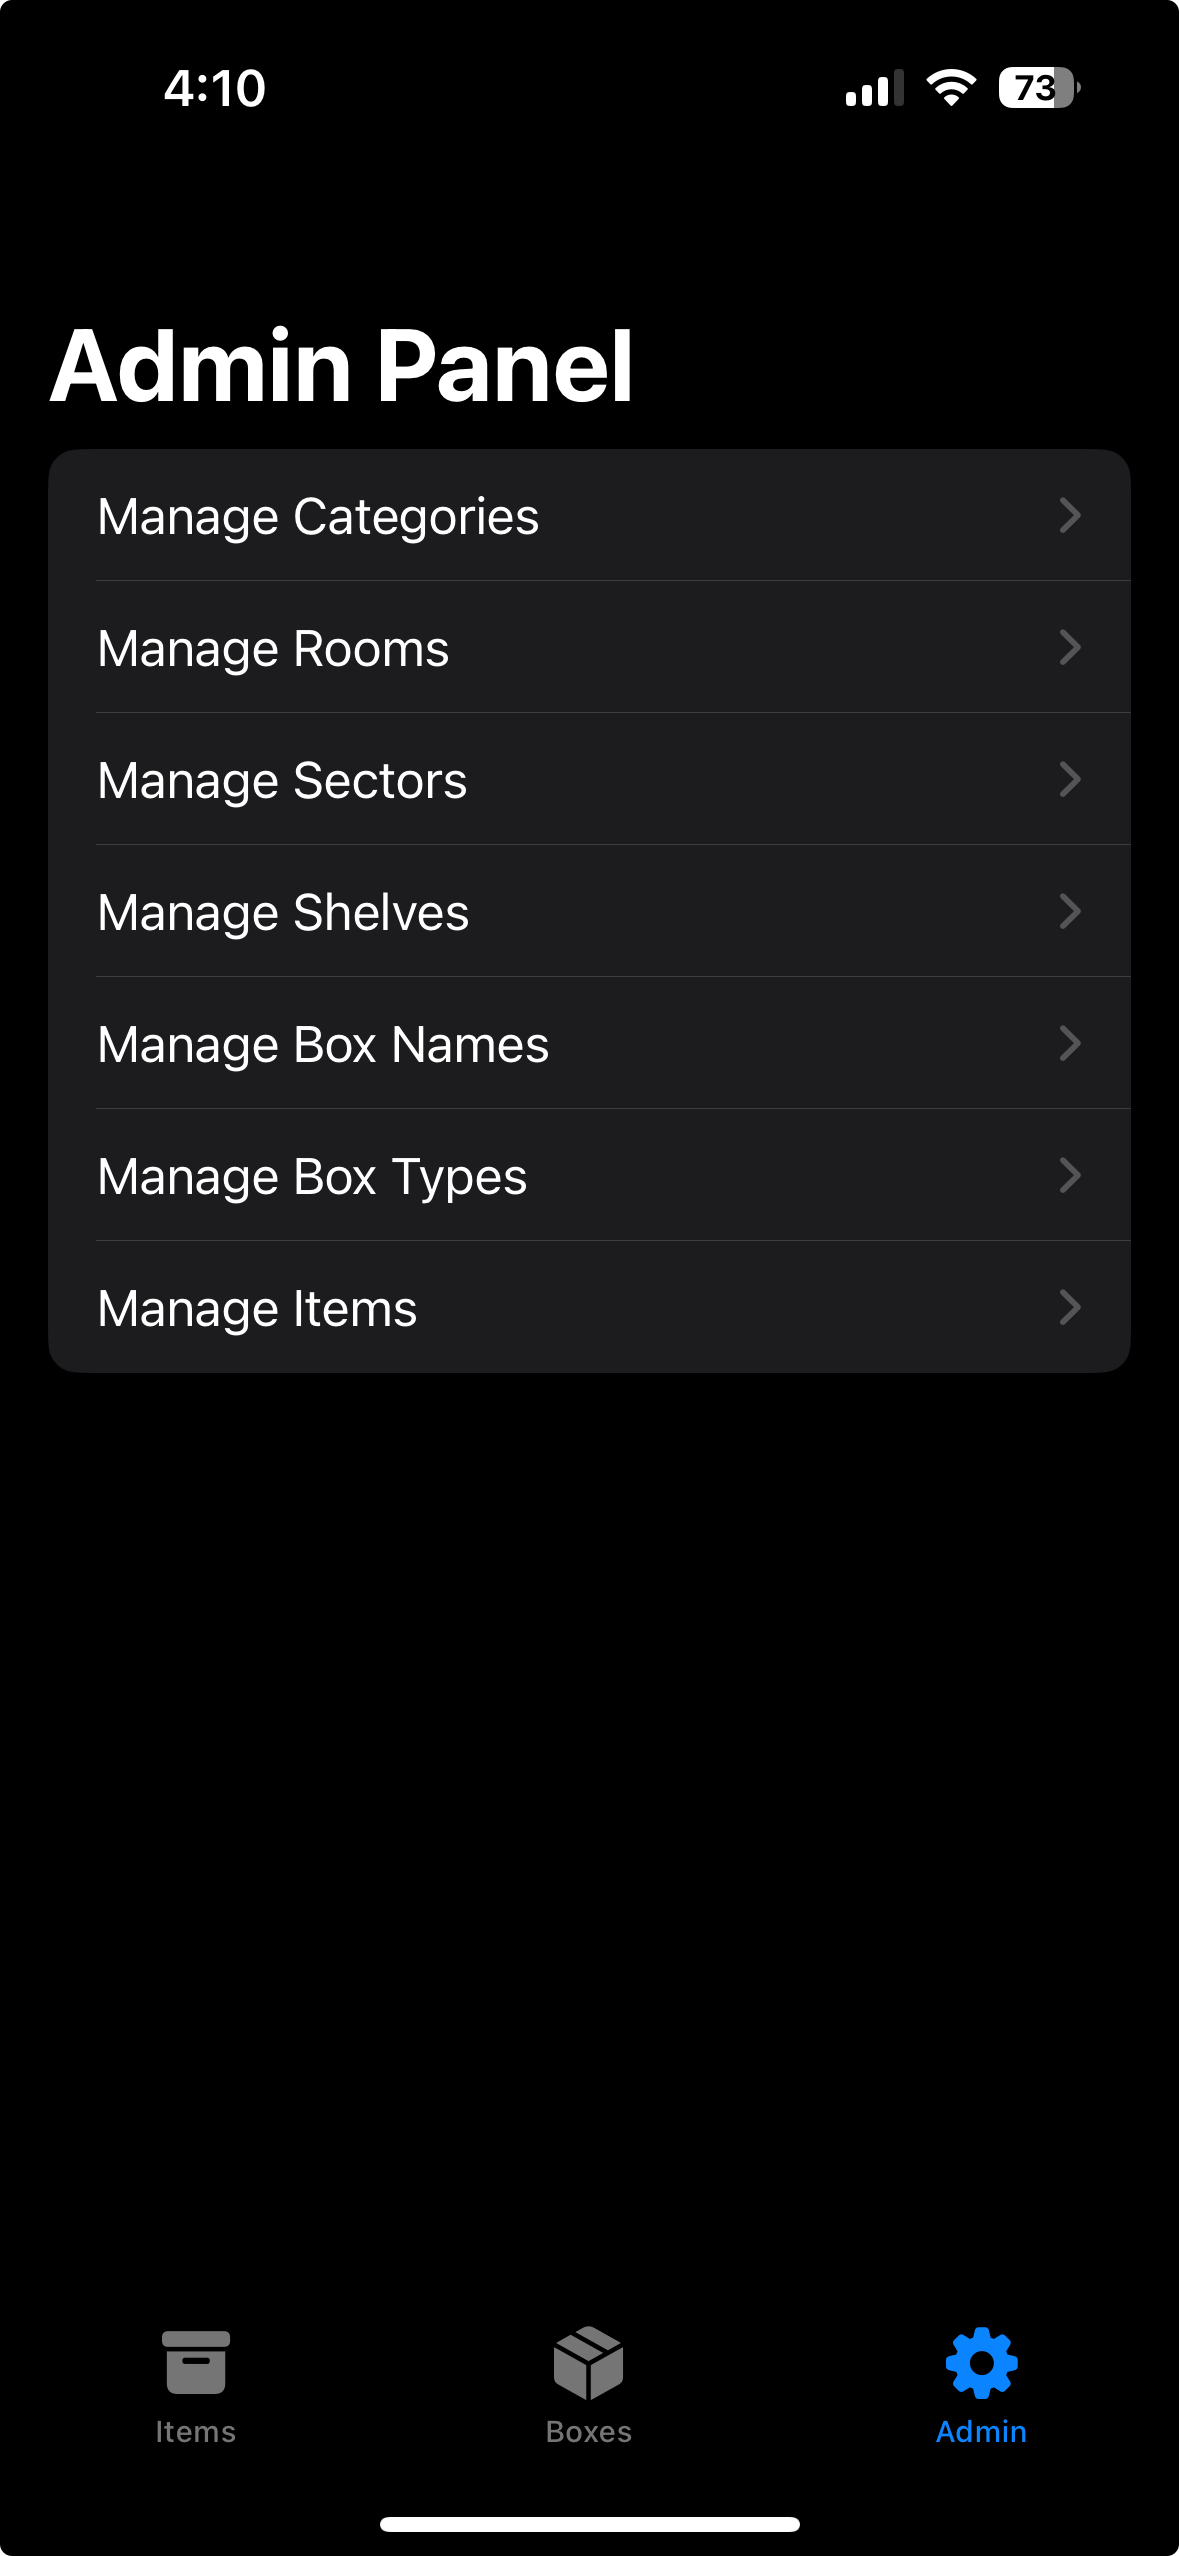 4:10
73
Admin Panel
Manage Categories
Manage Rooms
Manage Sectors
Manage Shelves
Manage Box Names
Manage Box Types
Manage Items
Items
Boxes
Admin